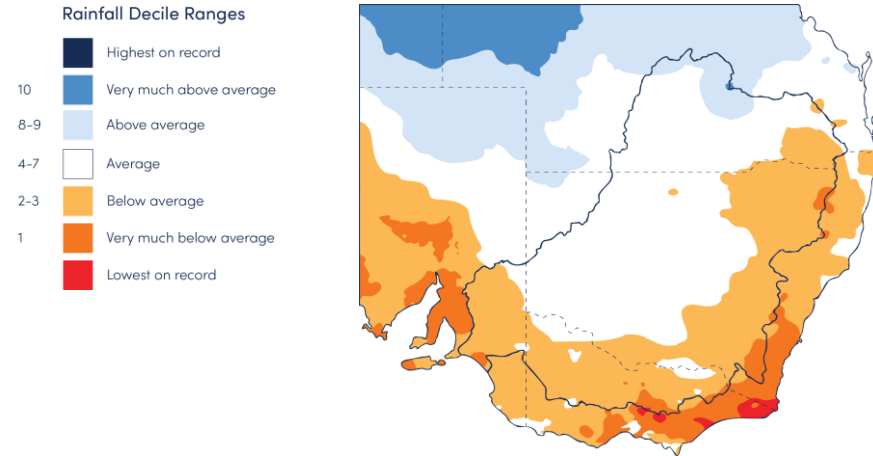 Rainfall Decile Ranges
Highest on record
10 Very much above average
8-9 Above average
4-7 Average
2-3 Below average
1 Very much below average
Lowest on record